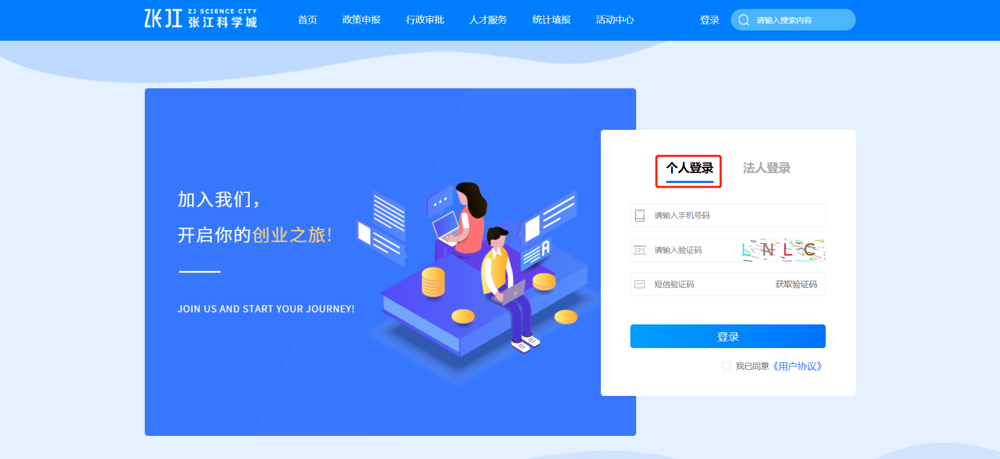 张江 ZJ SCIENCE CITY
张江科学城
首页 政策申报 行政审批 人才服务 统计填报 活动中心 登录 请输入搜索内容
加入我们，
开启你的创业之旅!
JOIN US AND START YOUR JOURNEY!
A
个人登录 法人登录
请输入手机号码
123 请输入验证码 L N L C
短信验证码 获取验证码
登录
我已同意《用户协议》